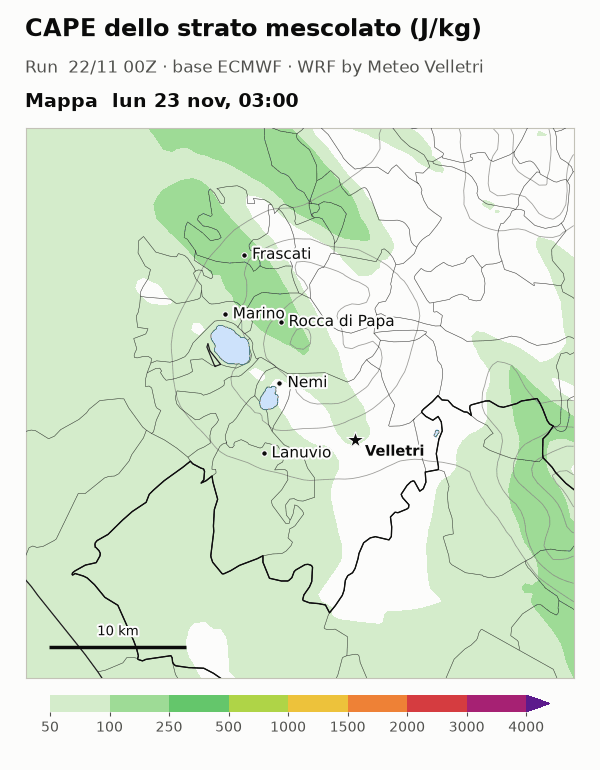 CAPE dello strato mescolato (J/kg)
Run  22/11 00Z · base ECMWF · WRF by Meteo Velletri
Mappa  lun 23 nov, 03:00
Frascati
Marino
Rocca di Papa
Nemi
Velletri
Lanuvio
10 km
50 100 250 500 1000 1500 2000 3000 4000